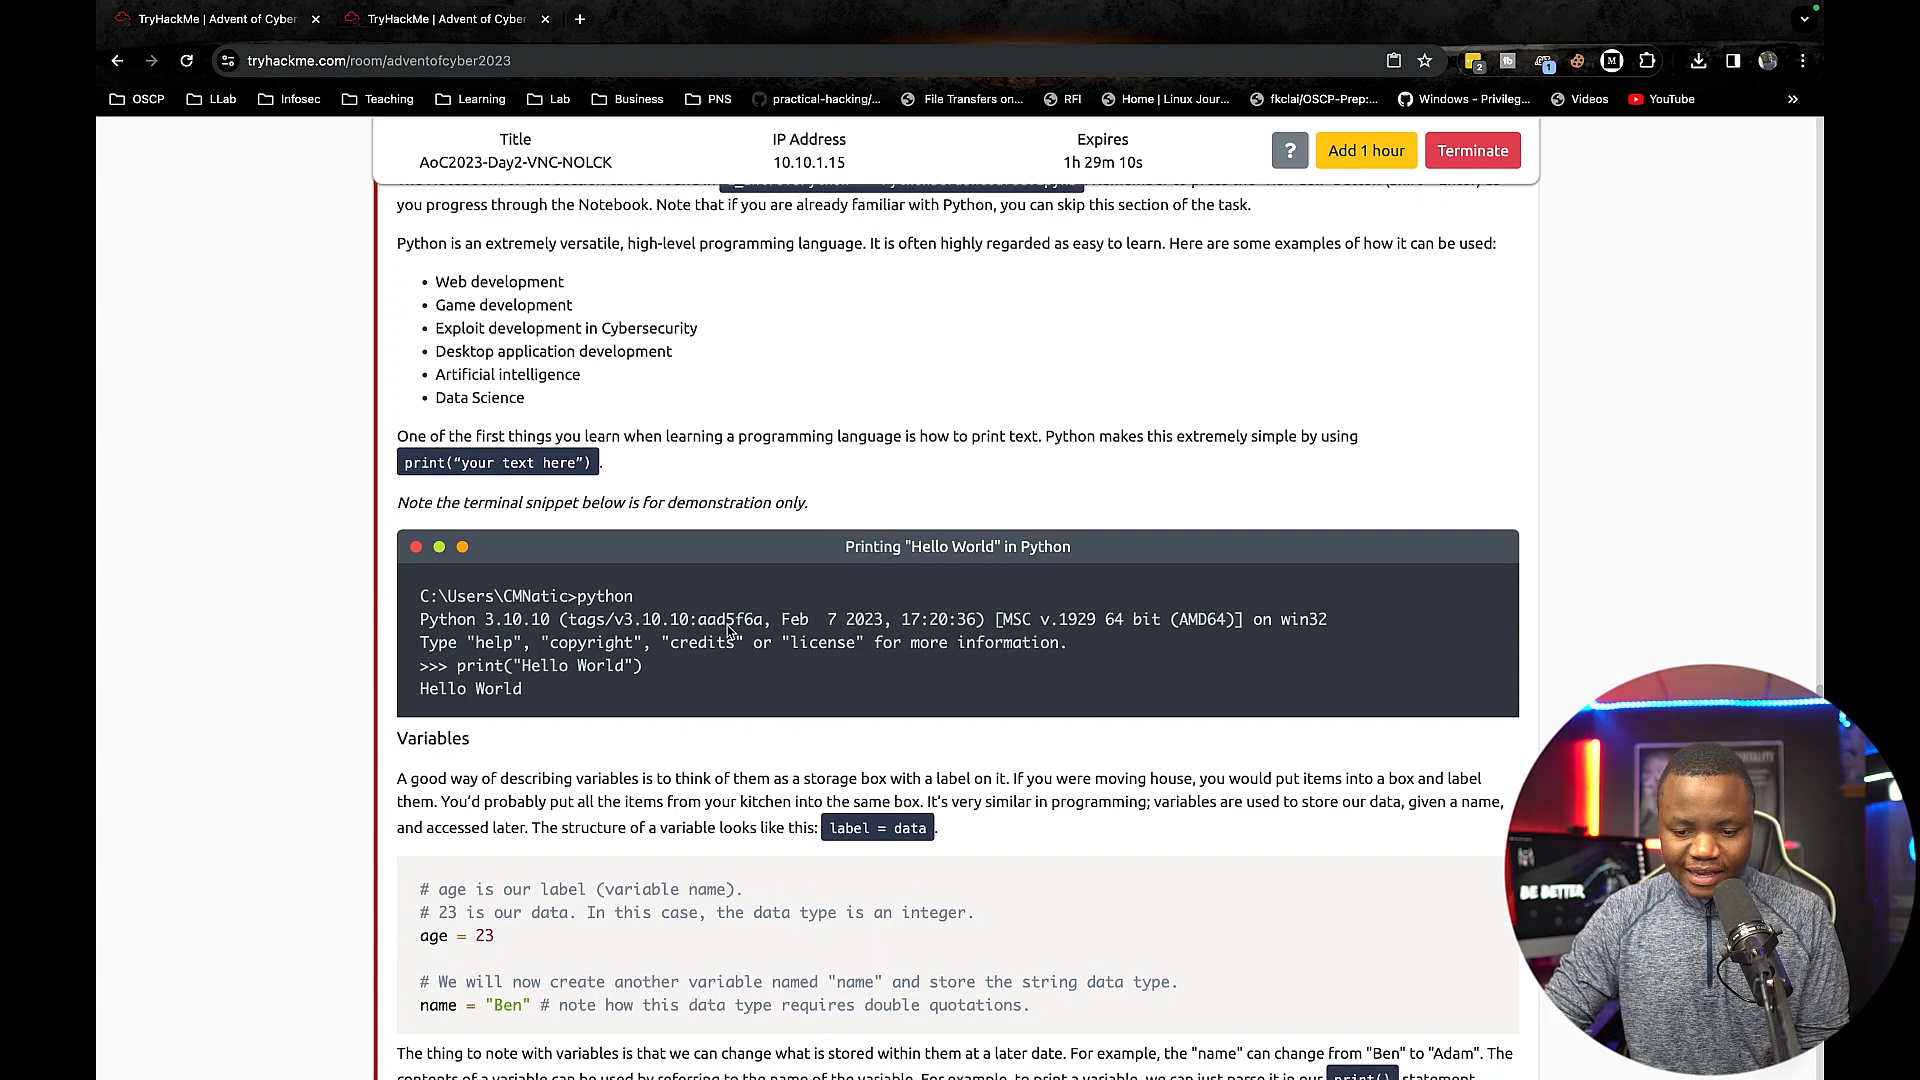 TryHackMe | Advent of Cyber
TryHackMe | Advent of Cyber
tryhackme.com/room/adventofcyber2023
2
1
M
OSCP LLab Infosec Teaching Learning Lab Business PNS practical-hacking/... File Transfers on... RFI Home | Linux Jour... fkclai/OSCP-Prep:... Windows - Privileg... Videos YouTube
Title IP Address Expires
AoC2023-Day2-VNC-NOLCK 10.10.1.15 1h 29m 10s
? Add 1 hour Terminate
you progress through the Notebook. Note that if you are already familiar with Python, you can skip this section of the task.
Python is an extremely versatile, high-level programming language. It is often highly regarded as easy to learn. Here are some examples of how it can be used:
• Web development
• Game development
• Exploit development in Cybersecurity
• Desktop application development
• Artificial intelligence
• Data Science
One of the first things you learn when learning a programming language is how to print text. Python makes this extremely simple by using
print(“your text here”).
Note the terminal snippet below is for demonstration only.
Printing "Hello World" in Python
C:\Users\CMNatic>python
Python 3.10.10 (tags/v3.10.10:aad5f6a, Feb  7 2023, 17:20:36) [MSC v.1929 64 bit (AMD64)] on win32
Type "help", "copyright", "credits" or "license" for more information.
>>> print("Hello World")
Hello World
Variables
A good way of describing variables is to think of them as a storage box with a label on it. If you were moving house, you would put items into a box and label
them. You’d probably put all the items from your kitchen into the same box. It’s very similar in programming; variables are used to store our data, given a name,
and accessed later. The structure of a variable looks like this: label = data.
# age is our label (variable name).
# 23 is our data. In this case, the data type is an integer.
age = 23
# We will now create another variable named "name" and store the string data type.
name = "Ben" # note how this data type requires double quotations.
The thing to note with variables is that we can change what is stored within them at a later date. For example, the "name" can change from "Ben" to "Adam". The
contents of a variable can be used by referring to the name of the variable. For example, to print a variable, we can just parse it in our print() statement.
BE BETTER